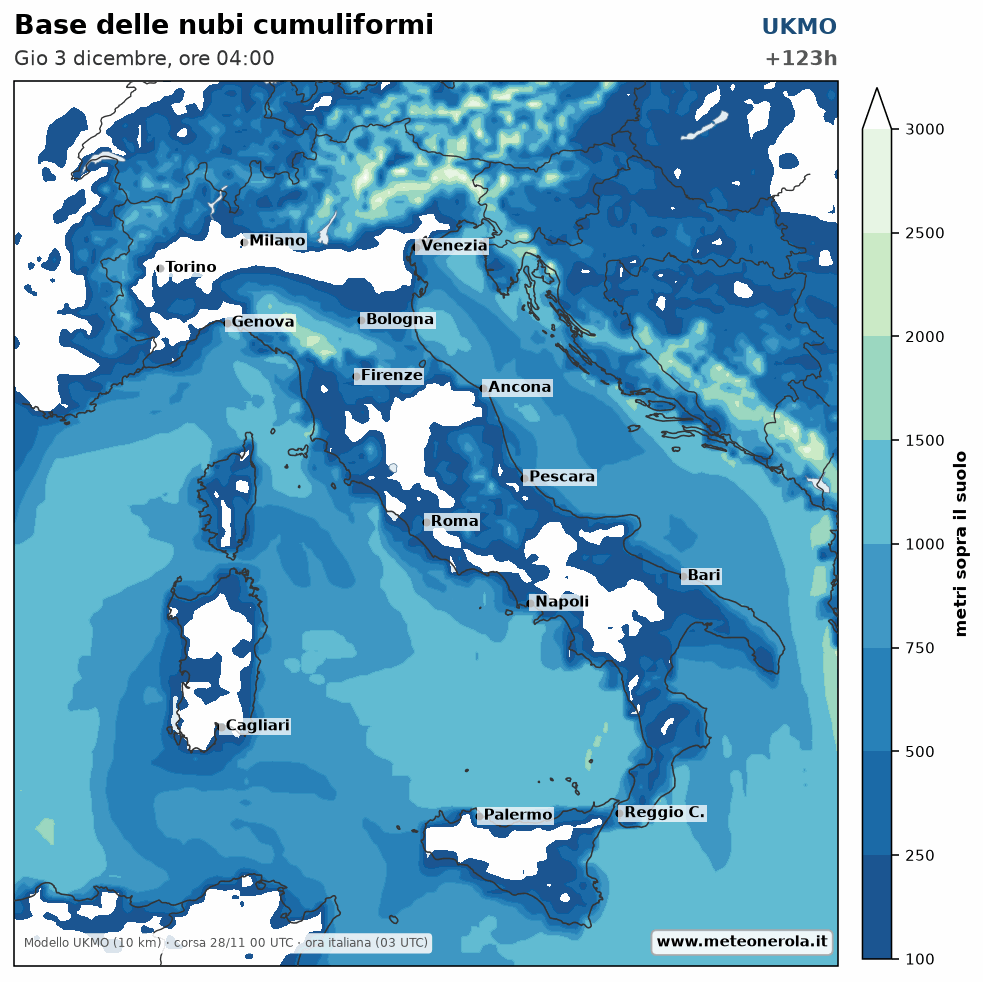 Base delle nubi cumuliformi
UKMO
Gio 3 dicembre, ore 04:00
+123h
3000
2500
2000
1500
1000
750
500
250
100
metri sopra il suolo
Milano
Venezia
Torino
Genova
Bologna
Firenze
Ancona
Pescara
Roma
Bari
Napoli
Cagliari
Palermo
Reggio C.
Modello UKMO (10 km) · corsa 28/11 00 UTC · ora italiana (03 UTC)
www.meteonerola.it